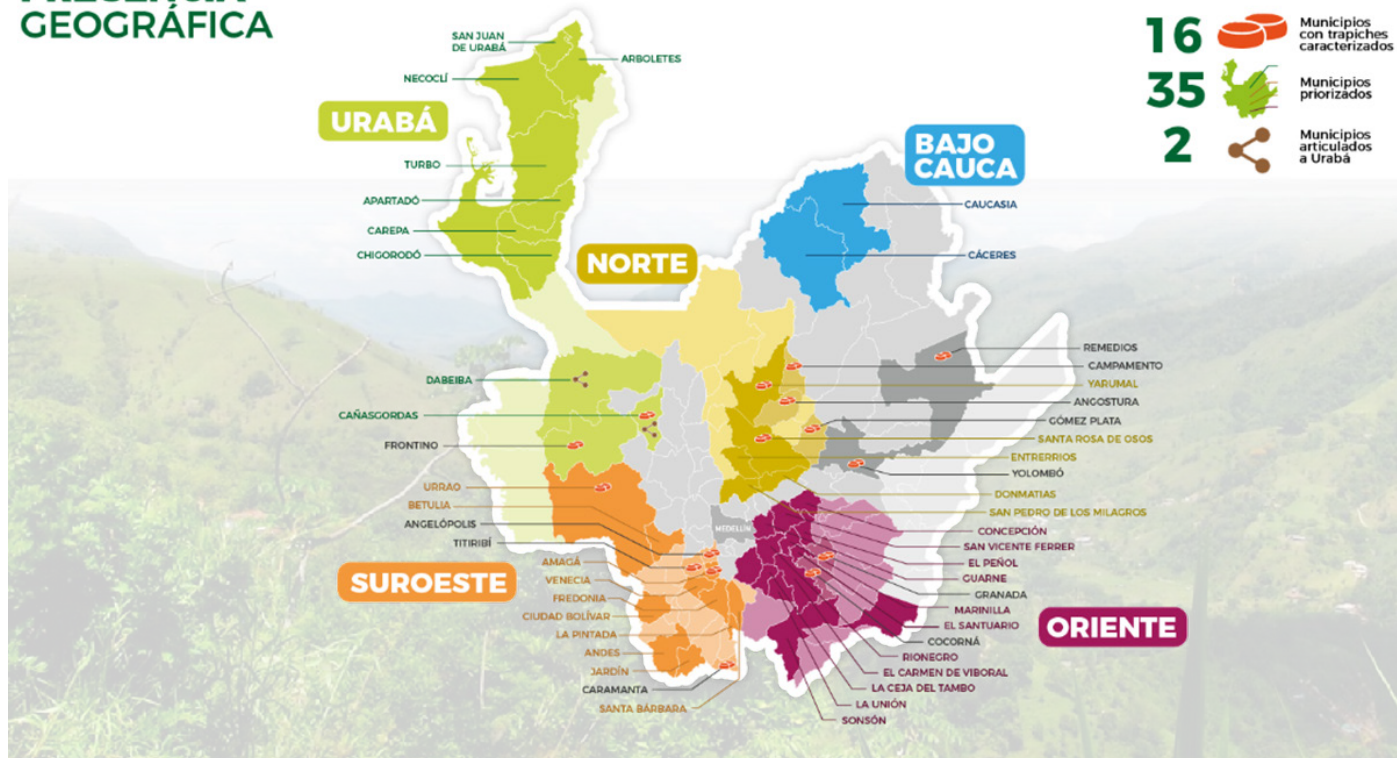 PRESENCIA
GEOGRÁFICA
16
Municipios
con trapiches
caracterizados
35
Municipios
priorizados
2
Municipios
articulados
a Urabá
SAN JUAN
DE URABÁ
ARBOLETES
NECOCLÍ
URABÁ
TURBO
APARTADÓ
CAREPA
CHIGORODÓ
BAJO
CAUCA
CAUCASIA
CÁCERES
NORTE
DABEIBA
CAÑASGORDAS
FRONTINO
URRAO
BETULIA
ANGELÓPOLIS
TITIRIBÍ
SUROESTE
AMAGÁ
VENECIA
FREDONIA
CIUDAD BOLÍVAR
LA PINTADA
ANDES
JARDÍN
CARAMANTA
SANTA BÁRBARA
MEDELLÍN
REMEDIOS
CAMPAMENTO
YARUMAL
ANGOSTURA
GÓMEZ PLATA
SANTA ROSA DE OSOS
ENTRERRIOS
YOLOMBÓ
DONMATIAS
SAN PEDRO DE LOS MILAGROS
CONCEPCIÓN
SAN VICENTE FERRER
EL PEÑOL
GUARNE
GRANADA
MARINILLA
EL SANTUARIO
COCORNÁ
RIONEGRO
EL CARMEN DE VIBORAL
LA CEJA DEL TAMBO
LA UNIÓN
SONSÓN
ORIENTE